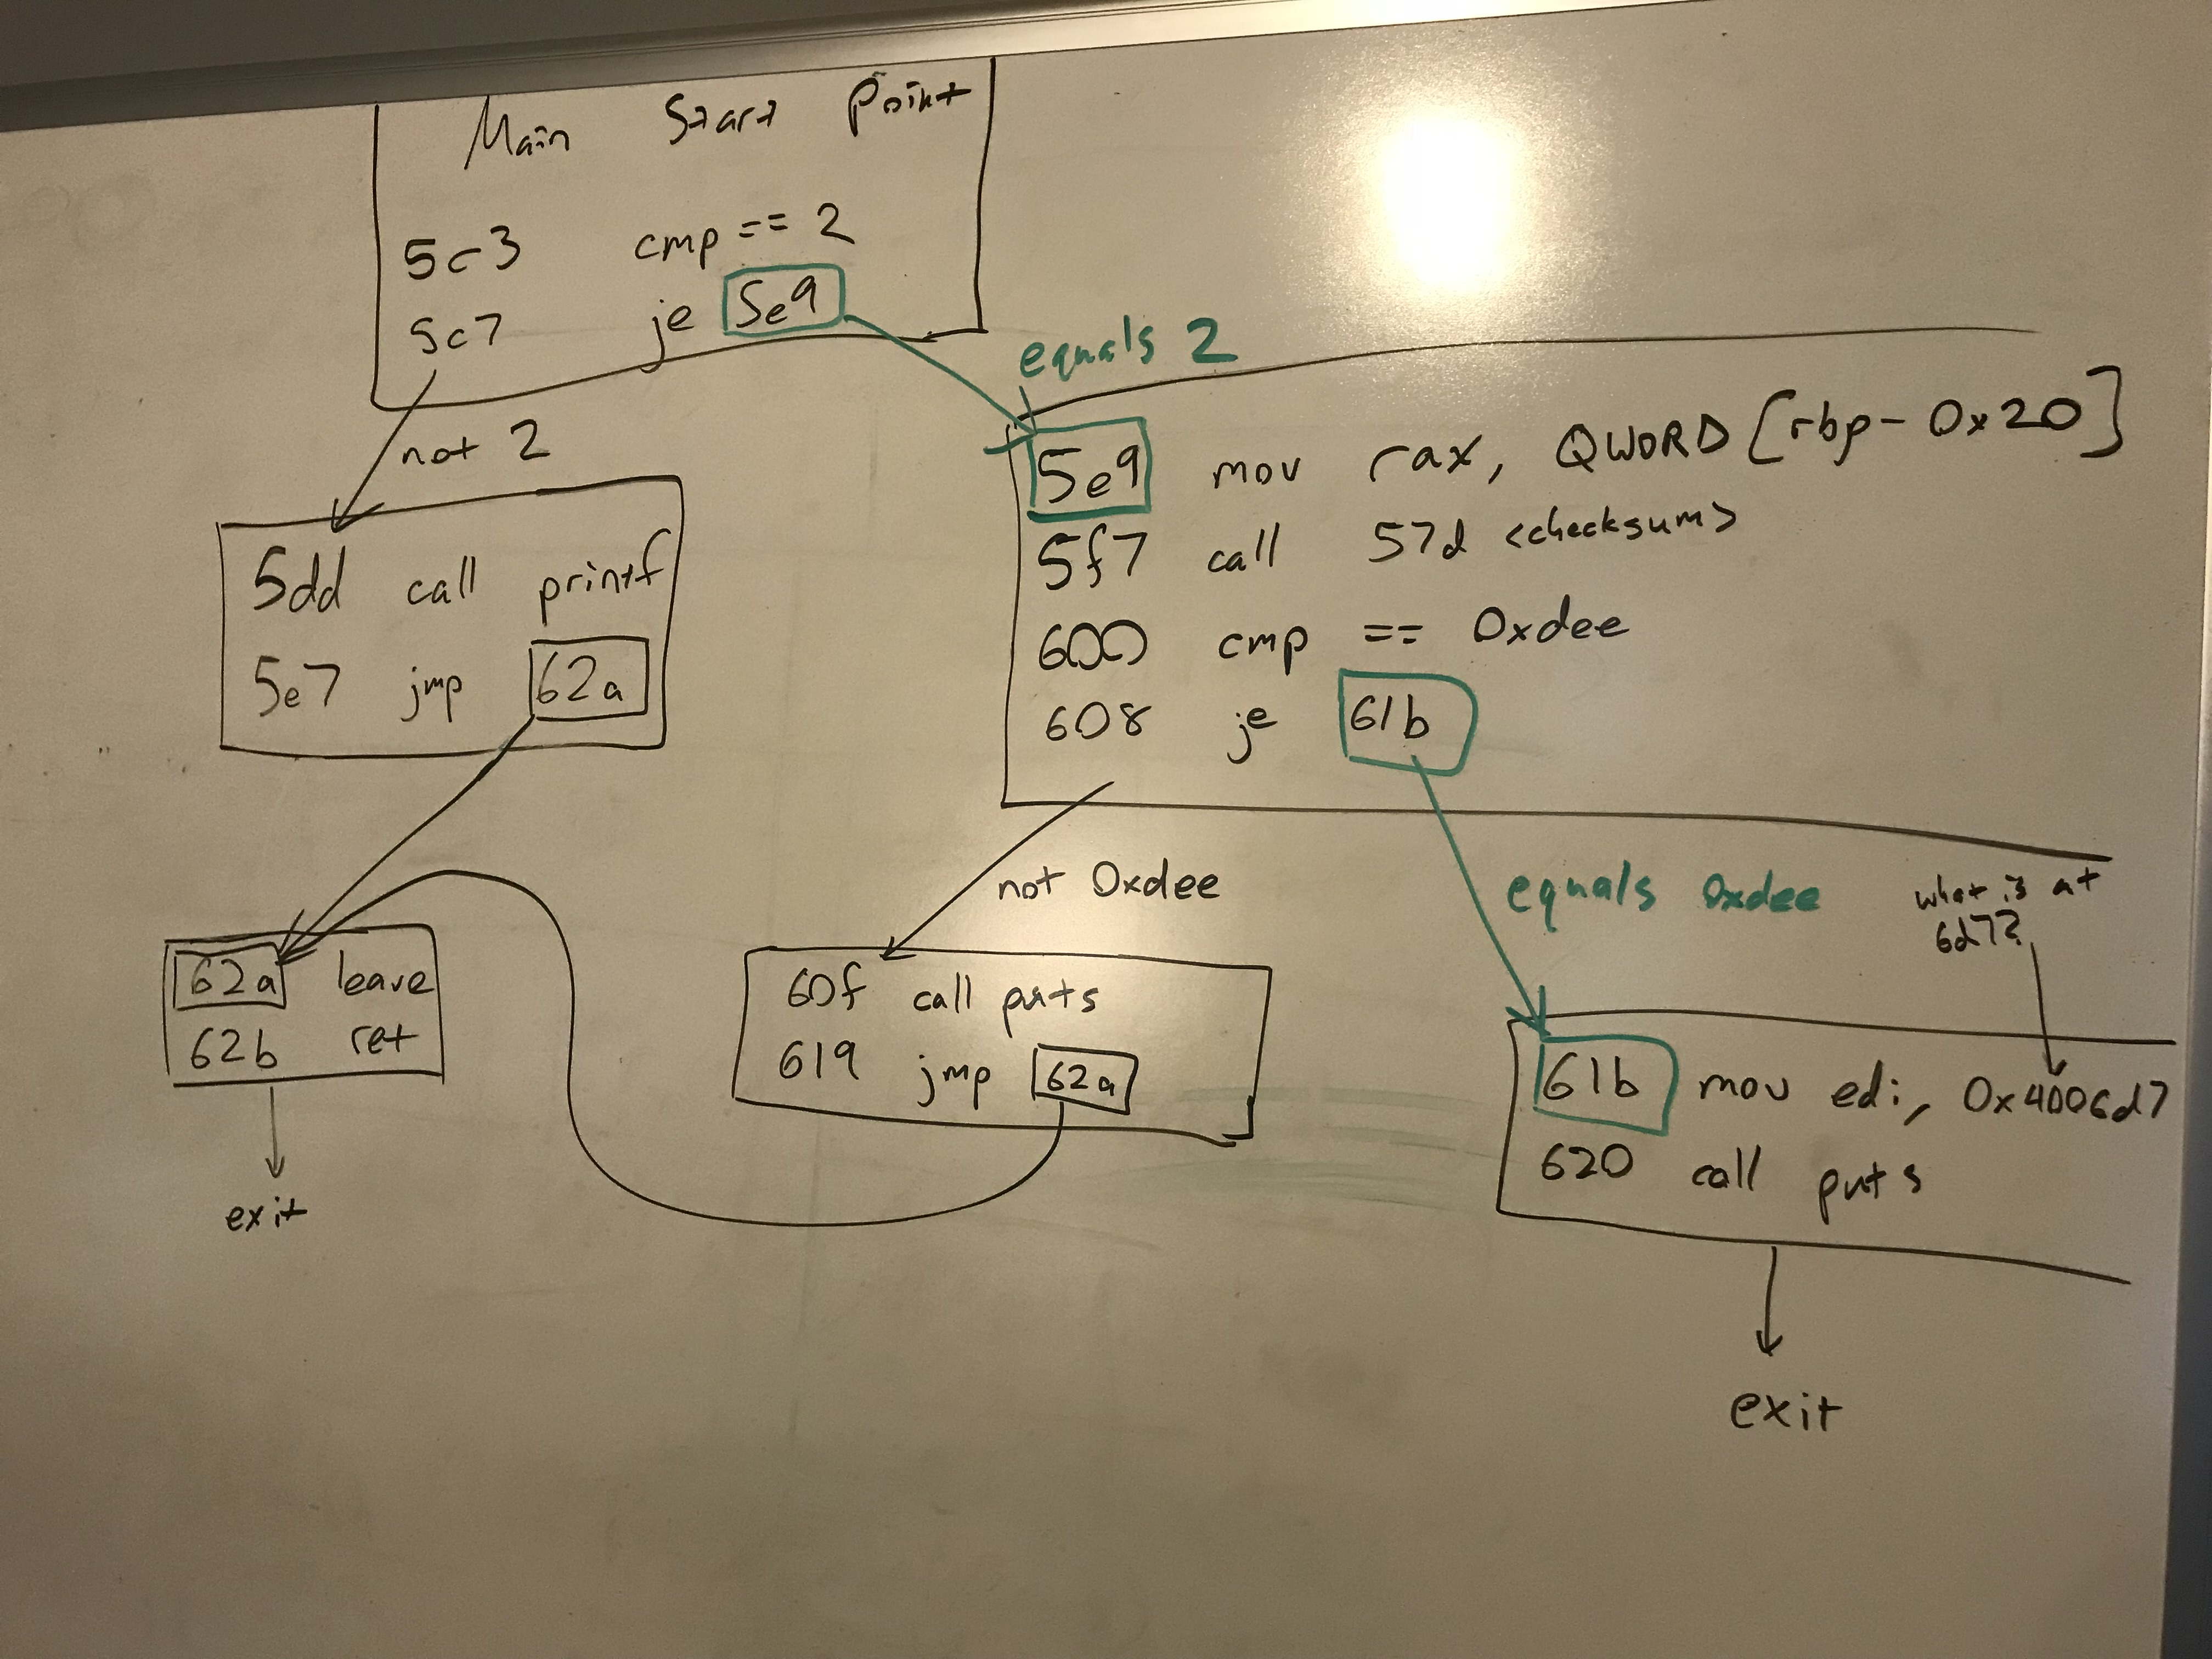 Main Start Point
5c3 cmp == 2
5c7 je 5e9
equals 2
not 2
5e9 mov rax, QWORD [rbp - 0x20]
5f7 call 57d <checksum>
600 cmp == 0xdee
608 je 61b
5dd call printf
5e7 jmp 62a
not 0xdee
equals 0xdee
what is at
6d7?
62a leave
62b ret
exit
60f call puts
619 jmp 62a
61b mov edi, 0x4006d7
620 call puts
exit